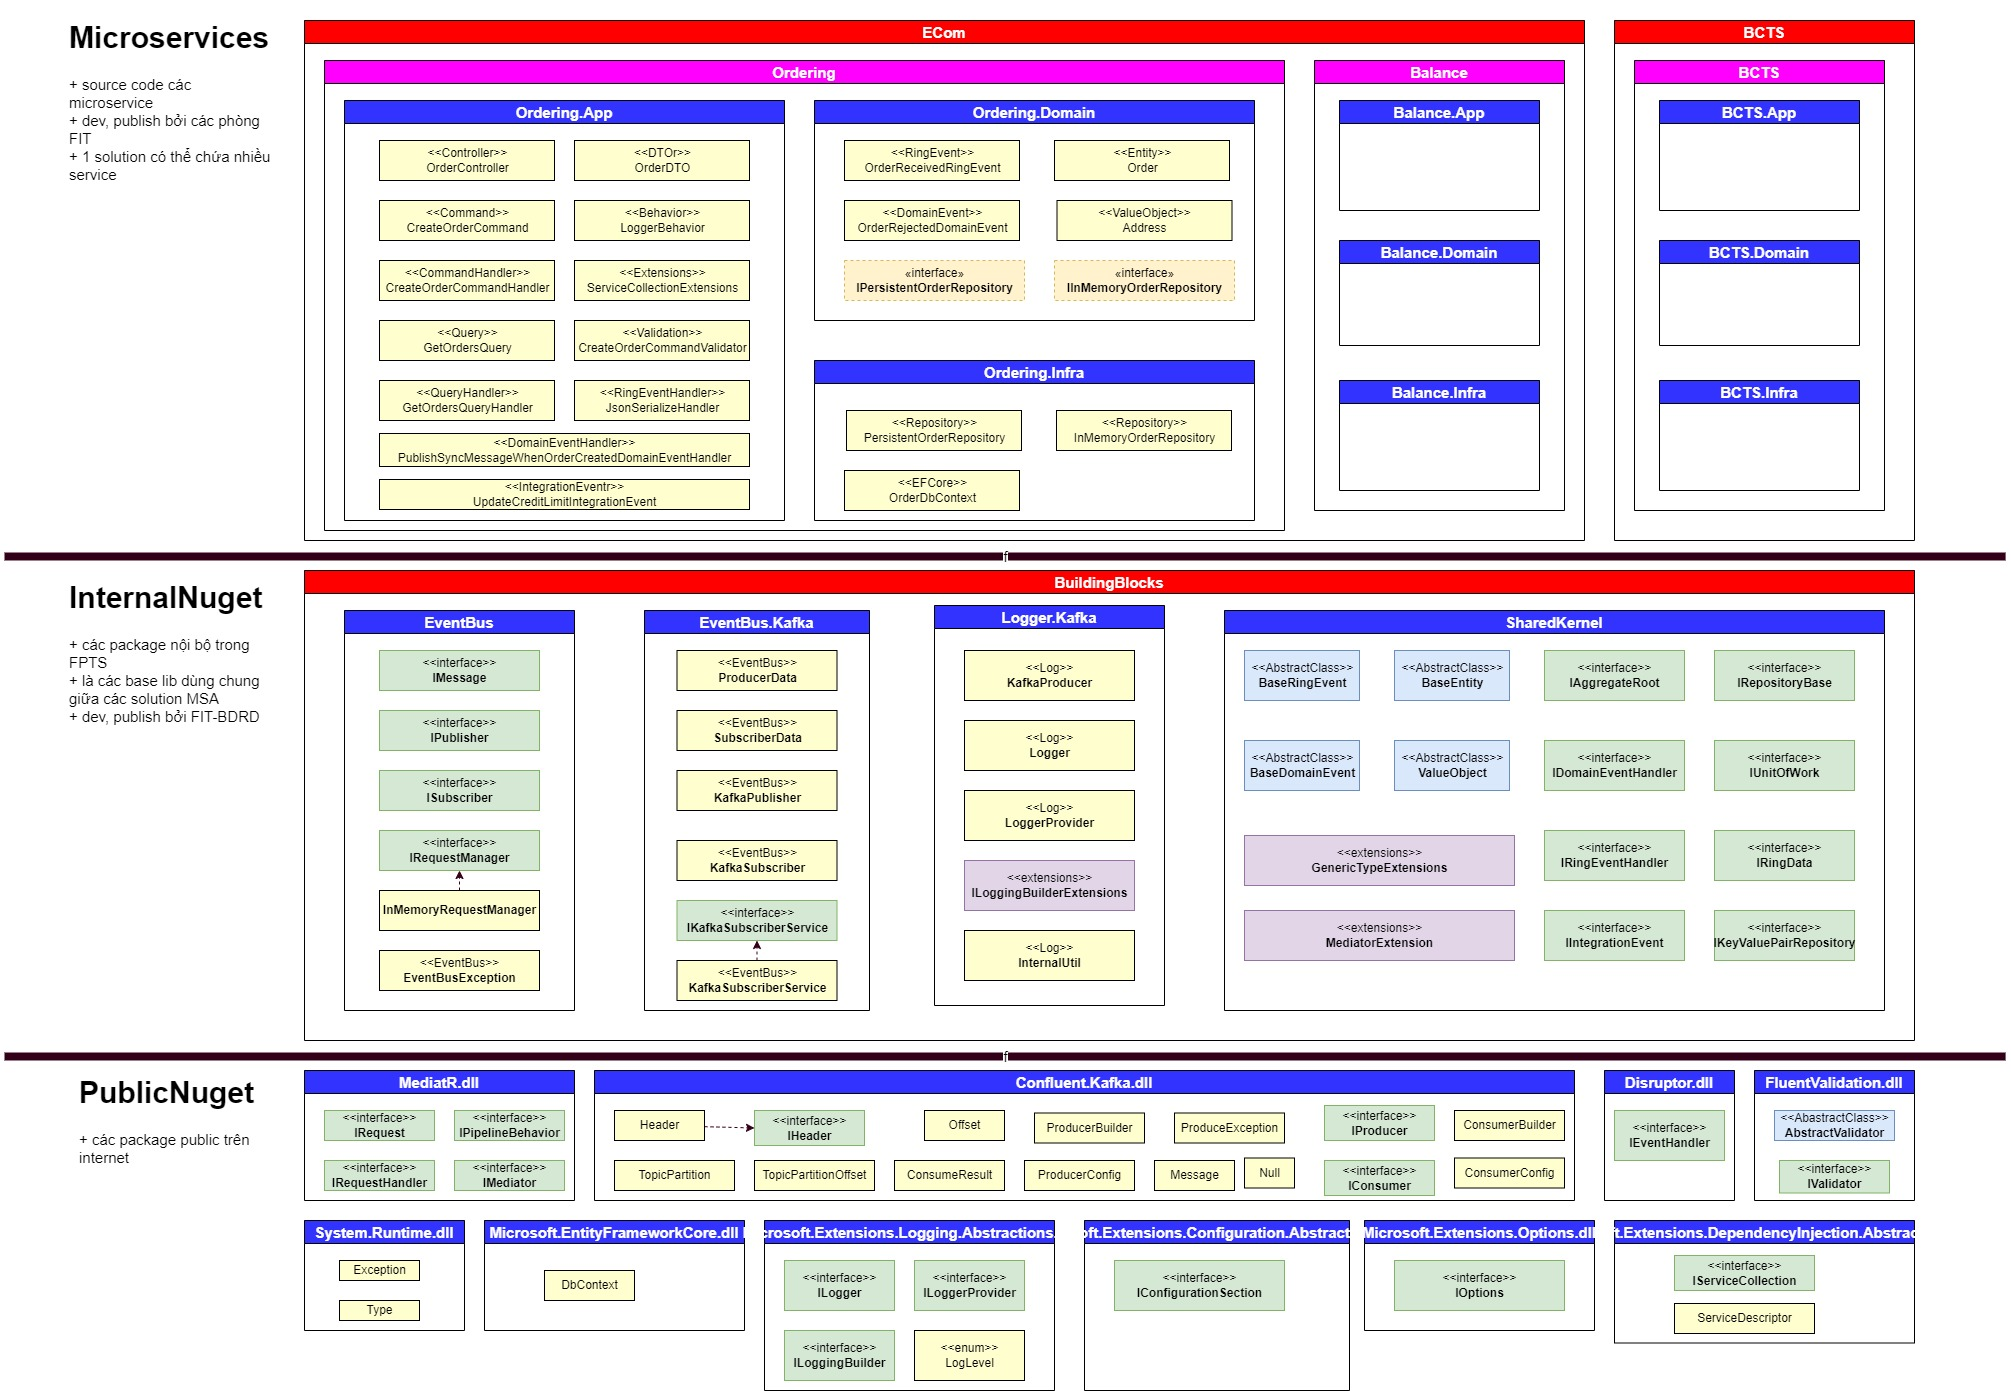 Microservices
+ source code các
microservice
+ dev, publish bởi các phòng
FIT
+ 1 solution có thể chứa nhiều
service
ECom
Ordering
Ordering.App
<<Controller>>
OrderController
<<DTOr>>
OrderDTO
<<Command>>
CreateOrderCommand
<<Behavior>>
LoggerBehavior
<<CommandHandler>>
CreateOrderCommandHandler
<<Extensions>>
ServiceCollectionExtensions
<<Query>>
GetOrdersQuery
<<Validation>>
CreateOrderCommandValidator
<<QueryHandler>>
GetOrdersQueryHandler
<<RingEventHandler>>
JsonSerializeHandler
<<DomainEventHandler>>
PublishSyncMessageWhenOrderCreatedDomainEventHandler
<<IntegrationEventr>>
UpdateCreditLimitIntegrationEvent
Ordering.Domain
<<RingEvent>>
OrderReceivedRingEvent
<<Entity>>
Order
<<DomainEvent>>
OrderRejectedDomainEvent
<<ValueObject>>
Address
«interface»
IPersistentOrderRepository
«interface»
IInMemoryOrderRepository
Ordering.Infra
<<Repository>>
PersistentOrderRepository
<<Repository>>
InMemoryOrderRepository
<<EFCore>>
OrderDbContext
Balance
Balance.App
Balance.Domain
Balance.Infra
BCTS
BCTS
BCTS.App
BCTS.Domain
BCTS.Infra
f
InternalNuget
+ các package nội bộ trong
FPTS
+ là các base lib dùng chung
giữa các solution MSA
+ dev, publish bởi FIT-BDRD
BuildingBlocks
EventBus
<<interface>>
IMessage
<<interface>>
IPublisher
<<interface>>
ISubscriber
<<interface>>
IRequestManager
InMemoryRequestManager
<<EventBus>>
EventBusException
EventBus.Kafka
<<EventBus>>
ProducerData
<<EventBus>>
SubscriberData
<<EventBus>>
KafkaPublisher
<<EventBus>>
KafkaSubscriber
<<interface>>
IKafkaSubscriberService
<<EventBus>>
KafkaSubscriberService
Logger.Kafka
<<Log>>
KafkaProducer
<<Log>>
Logger
<<Log>>
LoggerProvider
<<extensions>>
ILoggingBuilderExtensions
<<Log>>
InternalUtil
SharedKernel
<<AbstractClass>>
BaseRingEvent
<<AbstractClass>>
BaseEntity
<<interface>>
IAggregateRoot
<<interface>>
IRepositoryBase
<<AbstractClass>>
BaseDomainEvent
<<AbstractClass>>
ValueObject
<<interface>>
IDomainEventHandler
<<interface>>
IUnitOfWork
<<extensions>>
GenericTypeExtensions
<<interface>>
IRingEventHandler
<<interface>>
IRingData
<<extensions>>
MediatorExtension
<<interface>>
IIntegrationEvent
<<interface>>
IKeyValuePairRepository
f
PublicNuget
+ các package public trên
internet
MediatR.dll
<<interface>>
IRequest
<<interface>>
IPipelineBehavior
<<interface>>
IRequestHandler
<<interface>>
IMediator
Confluent.Kafka.dll
Header
<<interface>>
IHeader
Offset
ProducerBuilder
ProduceException
<<interface>>
IProducer
ConsumerBuilder
TopicPartition
TopicPartitionOffset
ConsumeResult
ProducerConfig
Message
Null
<<interface>>
IConsumer
ConsumerConfig
Disruptor.dll
<<interface>>
IEventHandler
FluentValidation.dll
<<AbastractClass>>
AbstractValidator
<<interface>>
IValidator
System.Runtime.dll
Exception
Type
Microsoft.EntityFrameworkCore.dll
DbContext
crosoft.Extensions.Logging.Abstractions.
<<interface>>
ILogger
<<interface>>
ILoggerProvider
<<interface>>
ILoggingBuilder
<<enum>>
LogLevel
oft.Extensions.Configuration.Abstract
<<interface>>
IConfigurationSection
Microsoft.Extensions.Options.dll
<<interface>>
IOptions
t.Extensions.DependencyInjection.Abstrac
<<interface>>
IServiceCollection
ServiceDescriptor